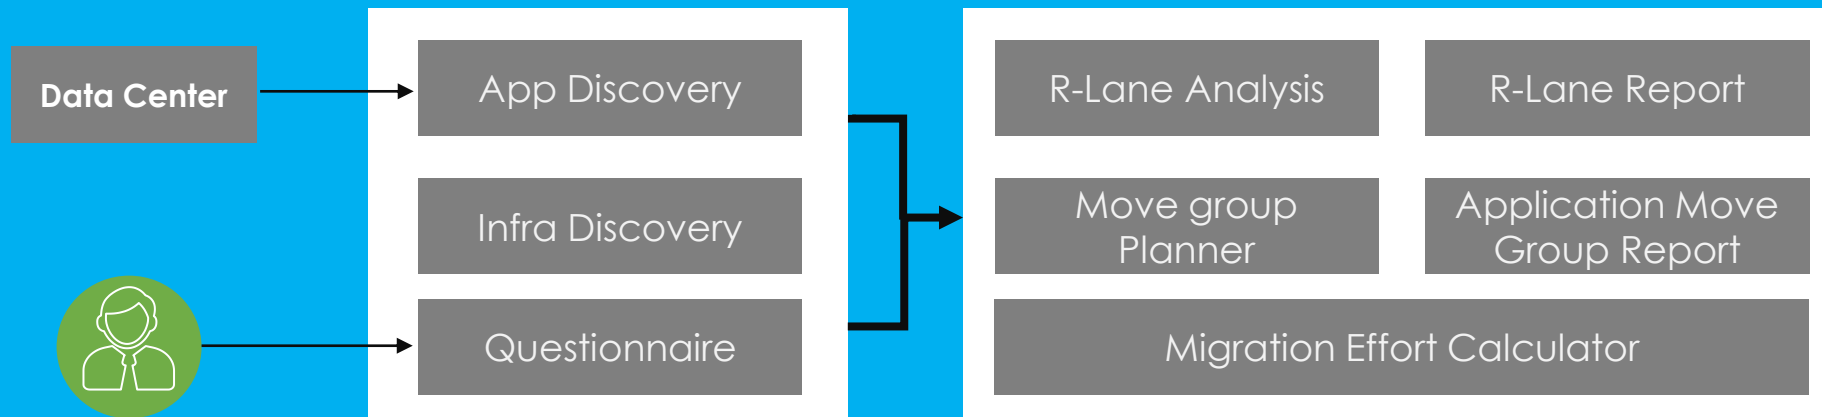 Data Center
App Discovery
Infra Discovery
Questionnaire
R-Lane Analysis
R-Lane Report
Move group
Planner
Application Move
Group Report
Migration Effort Calculator